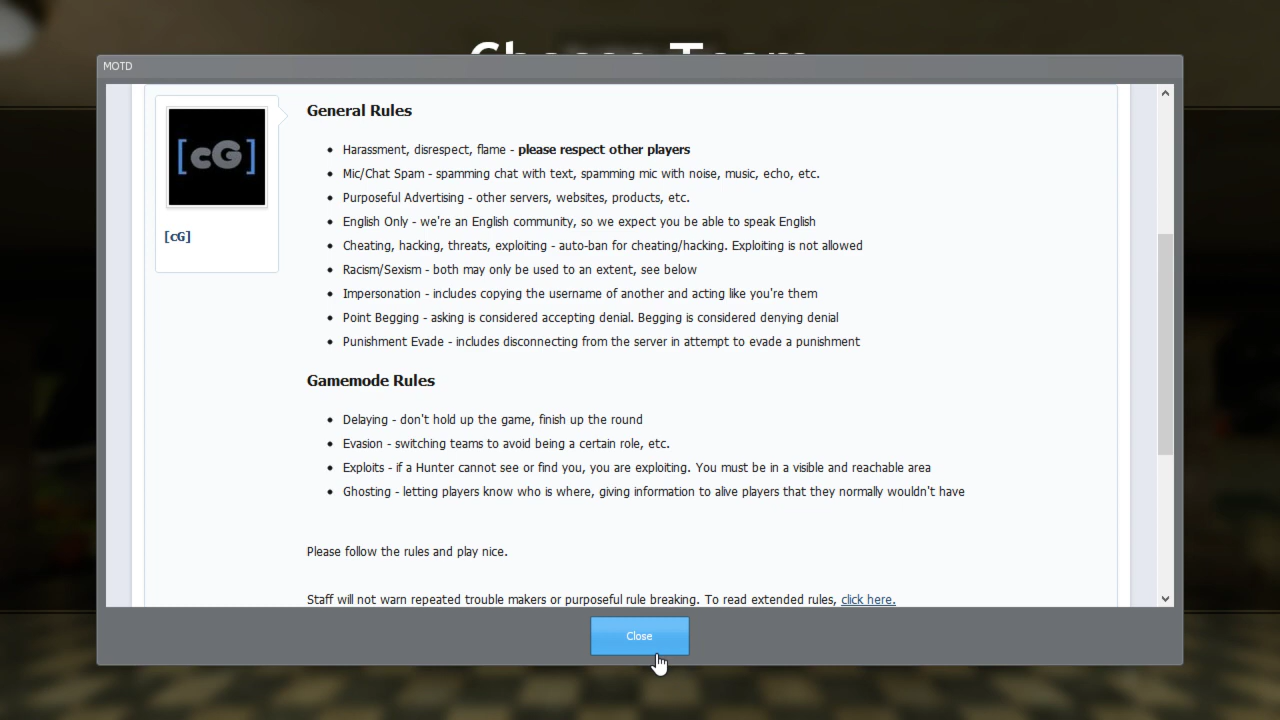 Choose Team
MOTD
[cG]
[cG]
General Rules
Harassment, disrespect, flame - please respect other players
Mic/Chat Spam - spamming chat with text, spamming mic with noise, music, echo, etc.
Purposeful Advertising - other servers, websites, products, etc.
English Only - we're an English community, so we expect you be able to speak English
Cheating, hacking, threats, exploiting - auto-ban for cheating/hacking. Exploiting is not allowed
Racism/Sexism - both may only be used to an extent, see below
Impersonation - includes copying the username of another and acting like you're them
Point Begging - asking is considered accepting denial. Begging is considered denying denial
Punishment Evade - includes disconnecting from the server in attempt to evade a punishment
Gamemode Rules
Delaying - don't hold up the game, finish up the round
Evasion - switching teams to avoid being a certain role, etc.
Exploits - if a Hunter cannot see or find you, you are exploiting. You must be in a visible and reachable area
Ghosting - letting players know who is where, giving information to alive players that they normally wouldn't have
Please follow the rules and play nice.
Staff will not warn repeated trouble makers or purposeful rule breaking. To read extended rules, click here.
Close